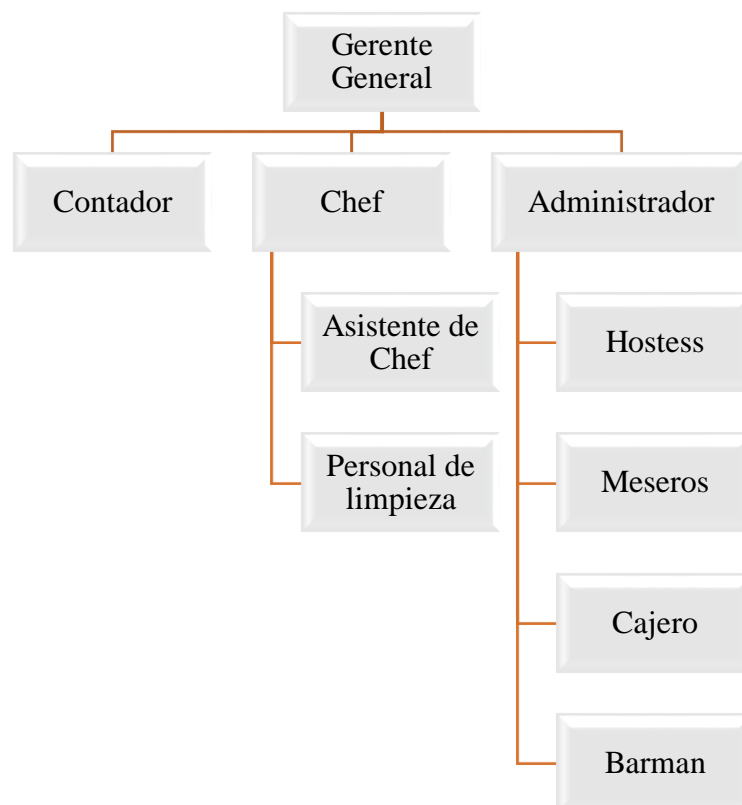 Gerente
General
Contador
Chef
Administrador
Asistente de
Chef
Personal de
limpieza
Hostess
Meseros
Cajero
Barman